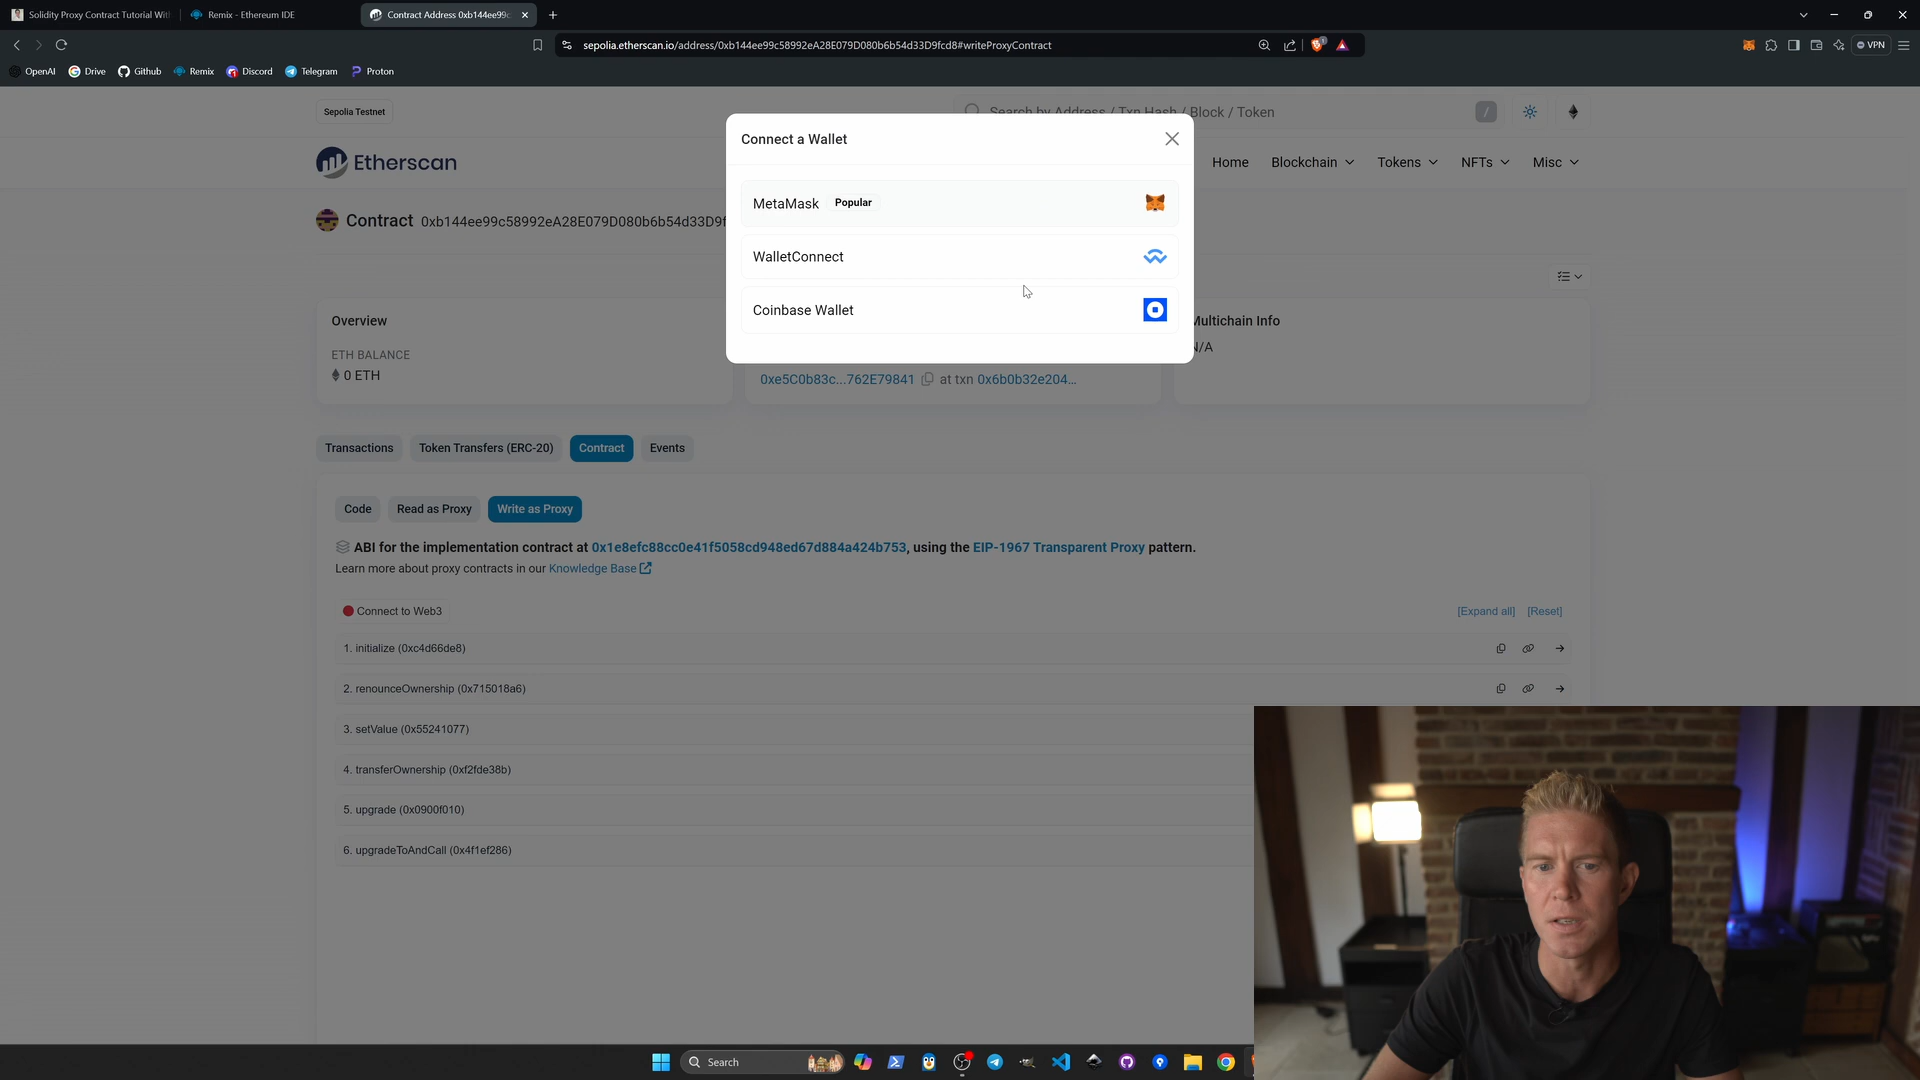 Solidity Proxy Contract Tutorial Wit
Remix - Ethereum IDE
Contract Address 0xb144ee99c
sepolia.etherscan.io/address/0xb144ee99c58992eA28E079D080b6b54d33D9fcd8#writeProxyContract
VPN
OpenAI
Drive
Github
Remix
Discord
Telegram
Proton
Sepolia Testnet
Search by Address / Txn Hash / Block / Token
/
Etherscan
Home
Blockchain
Tokens
NFTs
Misc
Connect a Wallet
MetaMask
Popular
WalletConnect
Coinbase Wallet
Contract 0xb144ee99c58992eA28E079D080b6b54d33D9f
Overview
ETH BALANCE
0 ETH
0xe5C0b83c...762E79841 at txn 0x6b0b32e204...
Multichain Info
N/A
Transactions
Token Transfers (ERC-20)
Contract
Events
Code
Read as Proxy
Write as Proxy
ABI for the implementation contract at 0x1e8efc88cc0e41f5058cd948ed67d884a424b753, using the EIP-1967 Transparent Proxy pattern.
Learn more about proxy contracts in our Knowledge Base
Connect to Web3
[Expand all]
[Reset]
1. initialize (0xc4d66de8)
2. renounceOwnership (0x715018a6)
3. setValue (0x55241077)
4. transferOwnership (0xf2fde38b)
5. upgrade (0x0900f010)
6. upgradeToAndCall (0x4f1ef286)
Search